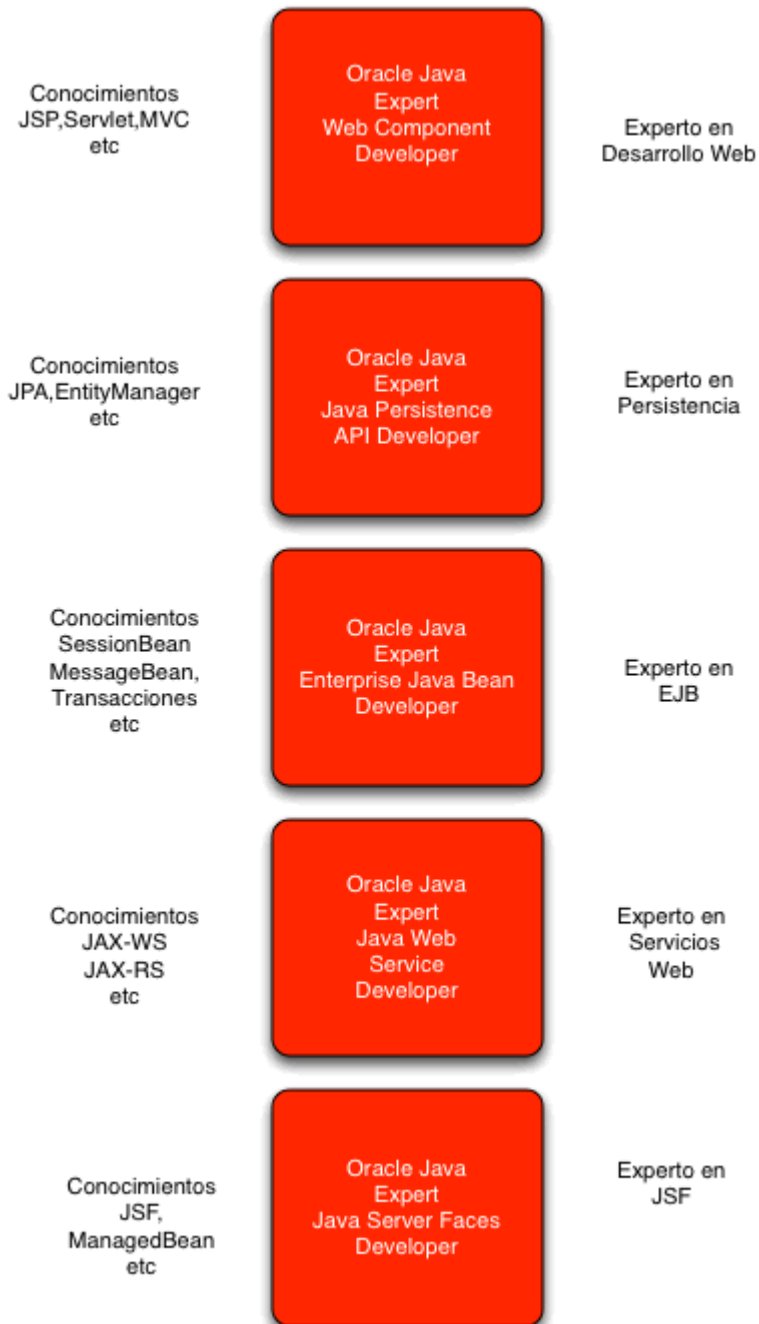 Conocimientos
JSP,Servlet,MVC
etc
Oracle Java
Expert
Web Component
Developer
Experto en
Desarrollo Web
Conocimientos
JPA,EntityManager
etc
Oracle Java
Expert
Java Persistence
API Developer
Experto en
Persistencia
Conocimientos
SessionBean
MessageBean,
Transacciones
etc
Oracle Java
Expert
Enterprise Java Bean
Developer
Experto en
EJB
Conocimientos
JAX-WS
JAX-RS
etc
Oracle Java
Expert
Java Web
Service
Developer
Experto en
Servicios
Web
Conocimientos
JSF,
ManagedBean
etc
Oracle Java
Expert
Java Server Faces
Developer
Experto en
JSF